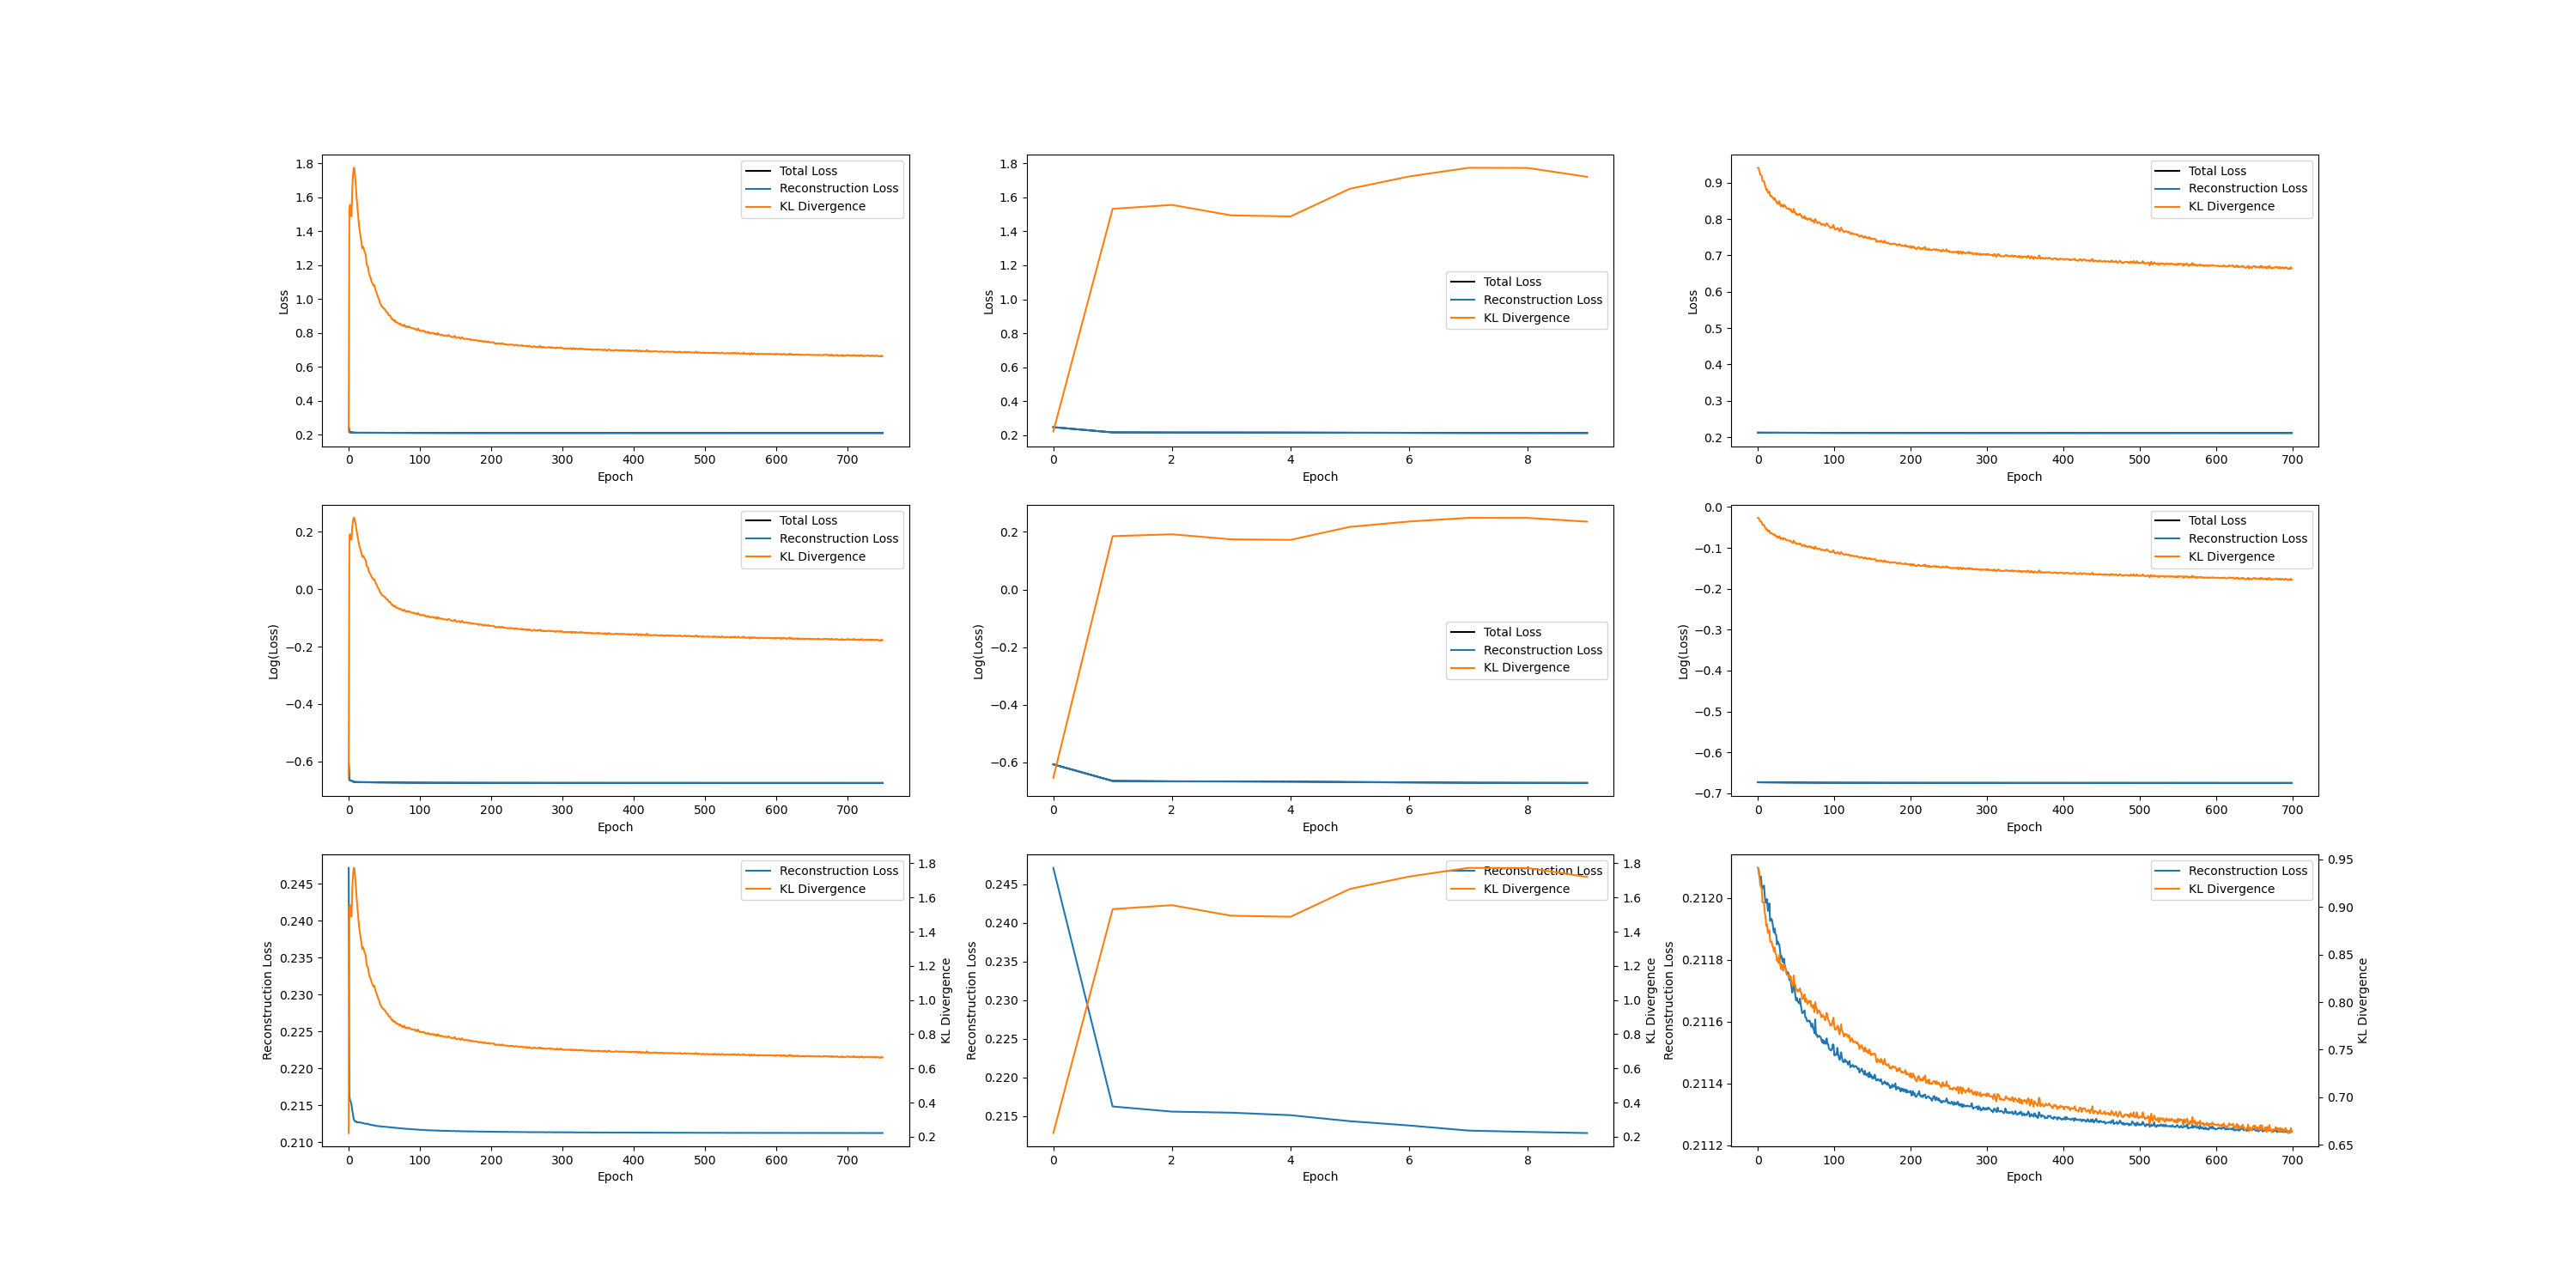 1.8
1.6
1.4
1.2
1.0
0.8
0.6
0.4
0.2
Loss
0 100 200 300 400 500 600 700
Epoch
Total Loss
Reconstruction Loss
KL Divergence
1.8
1.6
1.4
1.2
1.0
0.8
0.6
0.4
0.2
Loss
0 2 4 6 8
Epoch
Total Loss
Reconstruction Loss
KL Divergence
0.9
0.8
0.7
0.6
0.5
0.4
0.3
0.2
Loss
0 100 200 300 400 500 600 700
Epoch
Total Loss
Reconstruction Loss
KL Divergence
0.2
0.0
−0.2
−0.4
−0.6
Log(Loss)
0 100 200 300 400 500 600 700
Epoch
Total Loss
Reconstruction Loss
KL Divergence
0.2
0.0
−0.2
−0.4
−0.6
Log(Loss)
0 2 4 6 8
Epoch
Total Loss
Reconstruction Loss
KL Divergence
0.0
−0.1
−0.2
−0.3
−0.4
−0.5
−0.6
−0.7
Log(Loss)
0 100 200 300 400 500 600 700
Epoch
Total Loss
Reconstruction Loss
KL Divergence
0.245
0.240
0.235
0.230
0.225
0.220
0.215
0.210
Reconstruction Loss
0 100 200 300 400 500 600 700
Epoch
Reconstruction Loss
KL Divergence
1.8
1.6
1.4
1.2
1.0
0.8
0.6
0.4
0.2
KL Divergence
0.245
0.240
0.235
0.230
0.225
0.220
0.215
Reconstruction Loss
0 2 4 6 8
Epoch
Reconstruction Loss
KL Divergence
1.8
1.6
1.4
1.2
1.0
0.8
0.6
0.4
0.2
KL Divergence
0.2120
0.2118
0.2116
0.2114
0.2112
Reconstruction Loss
0 100 200 300 400 500 600 700
Epoch
Reconstruction Loss
KL Divergence
0.95
0.90
0.85
0.80
0.75
0.70
0.65
KL Divergence